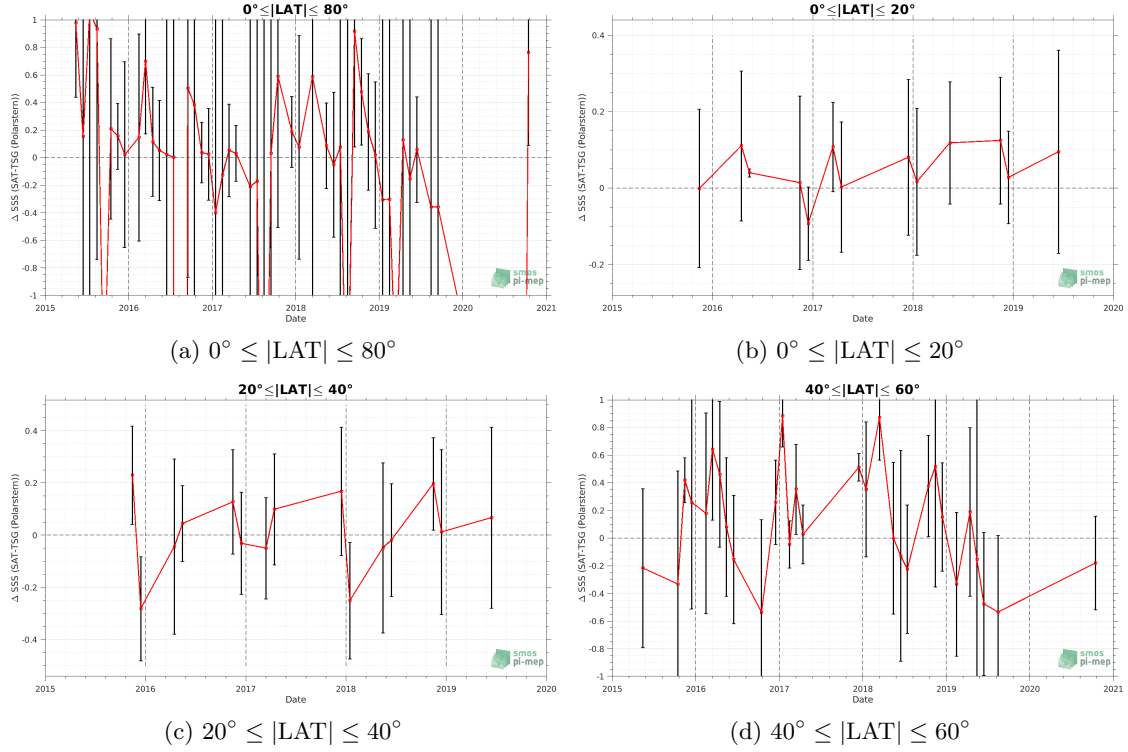 0°≤|LAT|≤ 80°
Δ SSS (SAT-TSG (Polarstern))
1
0.8
0.6
0.4
0.2
0
-0.2
-0.4
-0.6
-0.8
-1
2015 2016 2017 2018 2019 2020 2021
Date
smos
pi-mep
(a) 0° ≤ |LAT| ≤ 80°
0°≤|LAT|≤ 20°
Δ SSS (SAT-TSG (Polarstern))
0.4
0.2
0
-0.2
2015 2016 2017 2018 2019 2020
Date
smos
pi-mep
(b) 0° ≤ |LAT| ≤ 20°
20°≤|LAT|≤ 40°
Δ SSS (SAT-TSG (Polarstern))
0.4
0.2
0
-0.2
-0.4
2015 2016 2017 2018 2019 2020
Date
smos
pi-mep
(c) 20° ≤ |LAT| ≤ 40°
40°≤|LAT|≤ 60°
Δ SSS (SAT-TSG (Polarstern))
1
0.8
0.6
0.4
0.2
0
-0.2
-0.4
-0.6
-0.8
-1
2015 2016 2017 2018 2019 2020 2021
Date
smos
pi-mep
(d) 40° ≤ |LAT| ≤ 60°